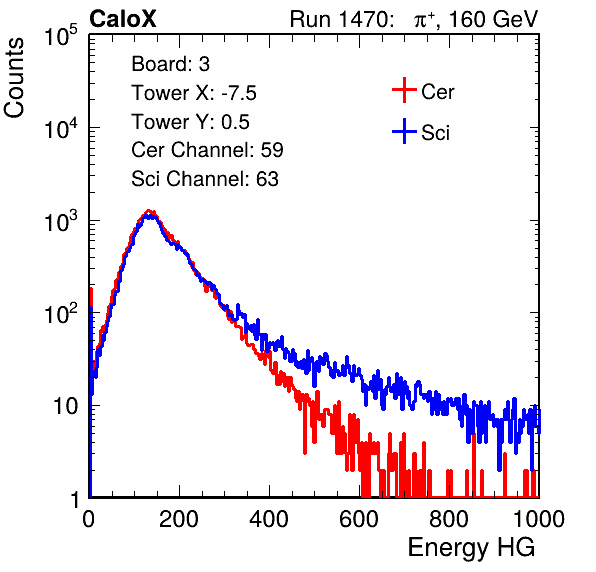 CaloX Run 1470: π⁺, 160 GeV
Counts
10⁵
10⁴
10³
10²
10
1
Board: 3
Tower X: -7.5
Tower Y: 0.5
Cer Channel: 59
Sci Channel: 63
Cer
Sci
0 200 400 600 800 1000
Energy HG